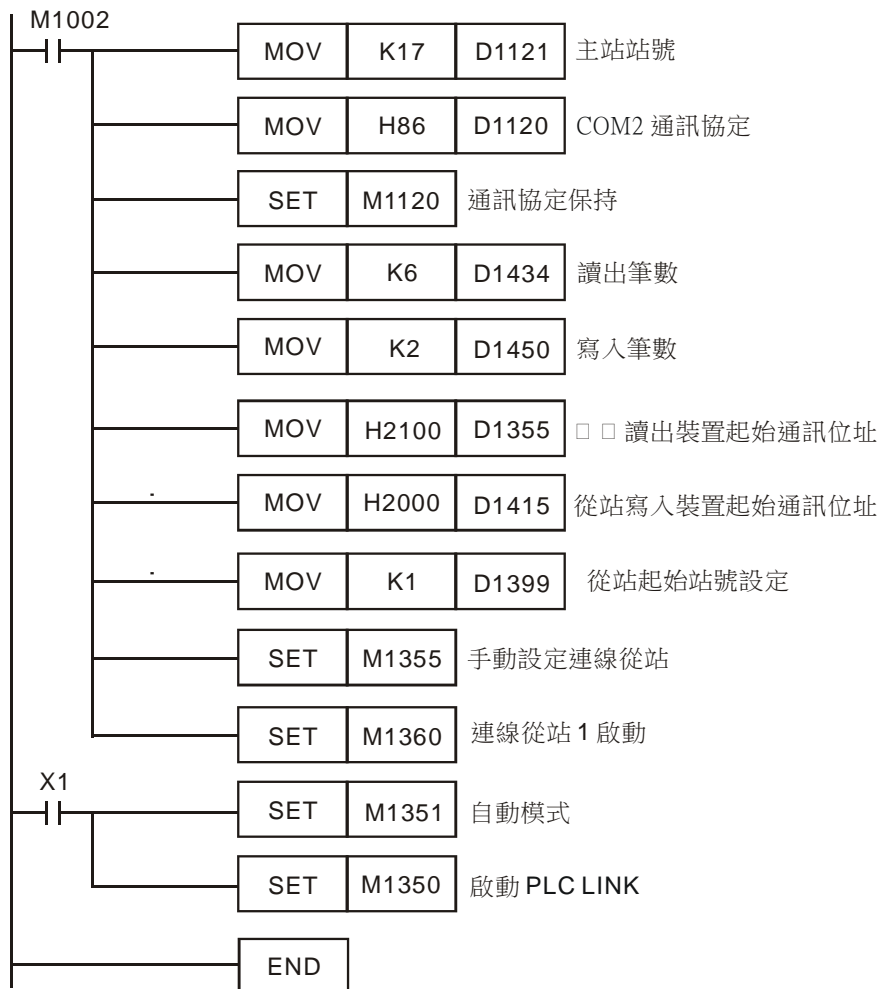 M1002
MOV K17 D1121 主站站號
MOV H86 D1120 COM2 通訊協定
SET M1120 通訊協定保持
MOV K6 D1434 讀出筆數
MOV K2 D1450 寫入筆數
MOV H2100 D1355 □ □ 讀出裝置起始通訊位址
MOV H2000 D1415 從站寫入裝置起始通訊位址
MOV K1 D1399 從站起始站號設定
SET M1355 手動設定連線從站
SET M1360 連線從站 1 啟動
X1
SET M1351 自動模式
SET M1350 啟動 PLC LINK
END